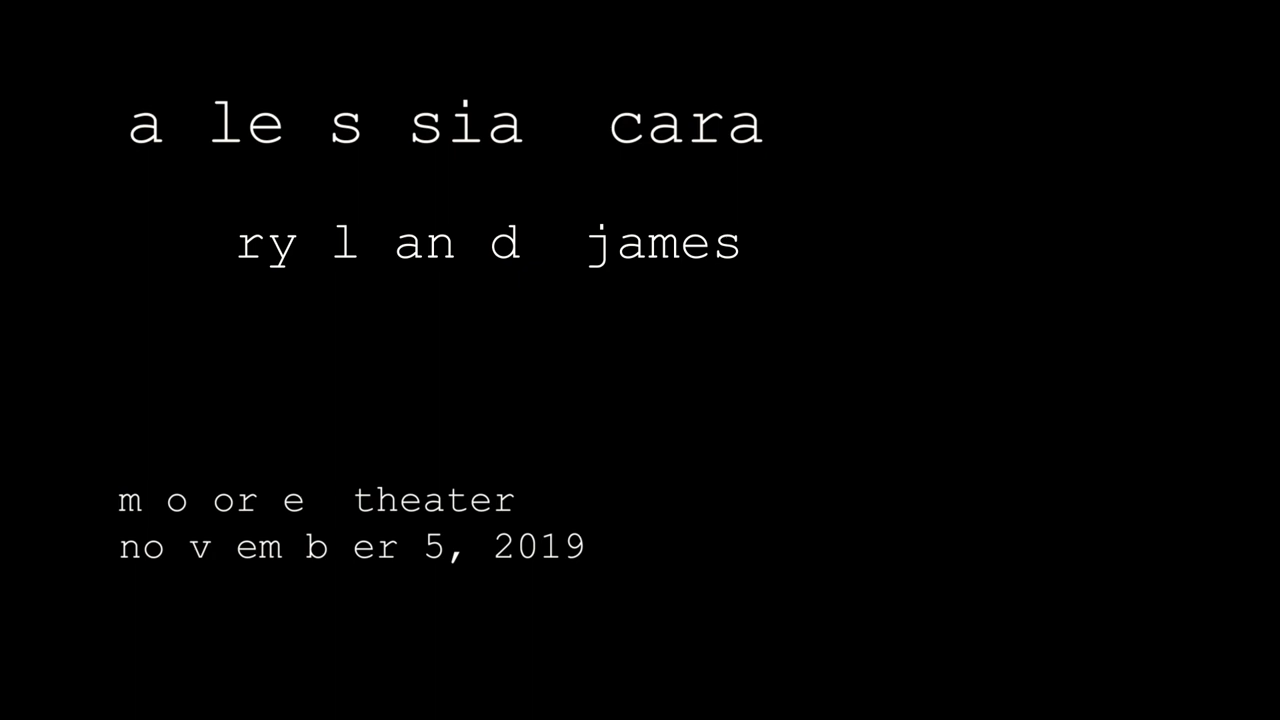 a le s sia cara
ry l an d james
m o or e theater
no v em b er 5, 2019